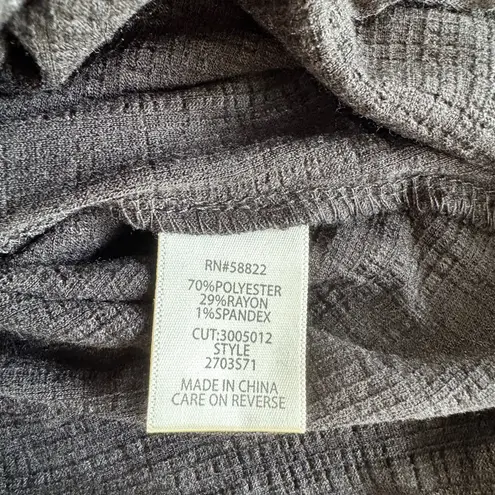 RN#58822
70%POLYESTER
29%RAYON
1%SPANDEX
CUT:3005012
STYLE
2703S71
MADE IN CHINA
CARE ON REVERSE